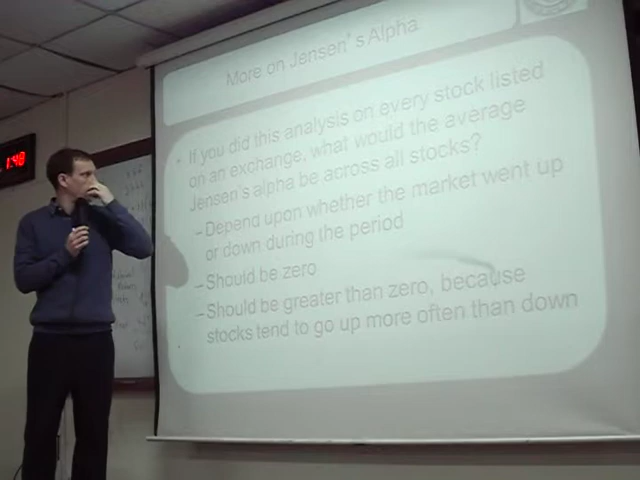 More on Jensen's Alpha
• If you did this analysis on every stock listed
on an exchange, what would the average
Jensen's alpha be across all stocks?
–Depend upon whether the market went up
or down during the period
–Should be zero
–Should be greater than zero, because
stocks tend to go up more often than down
1:40